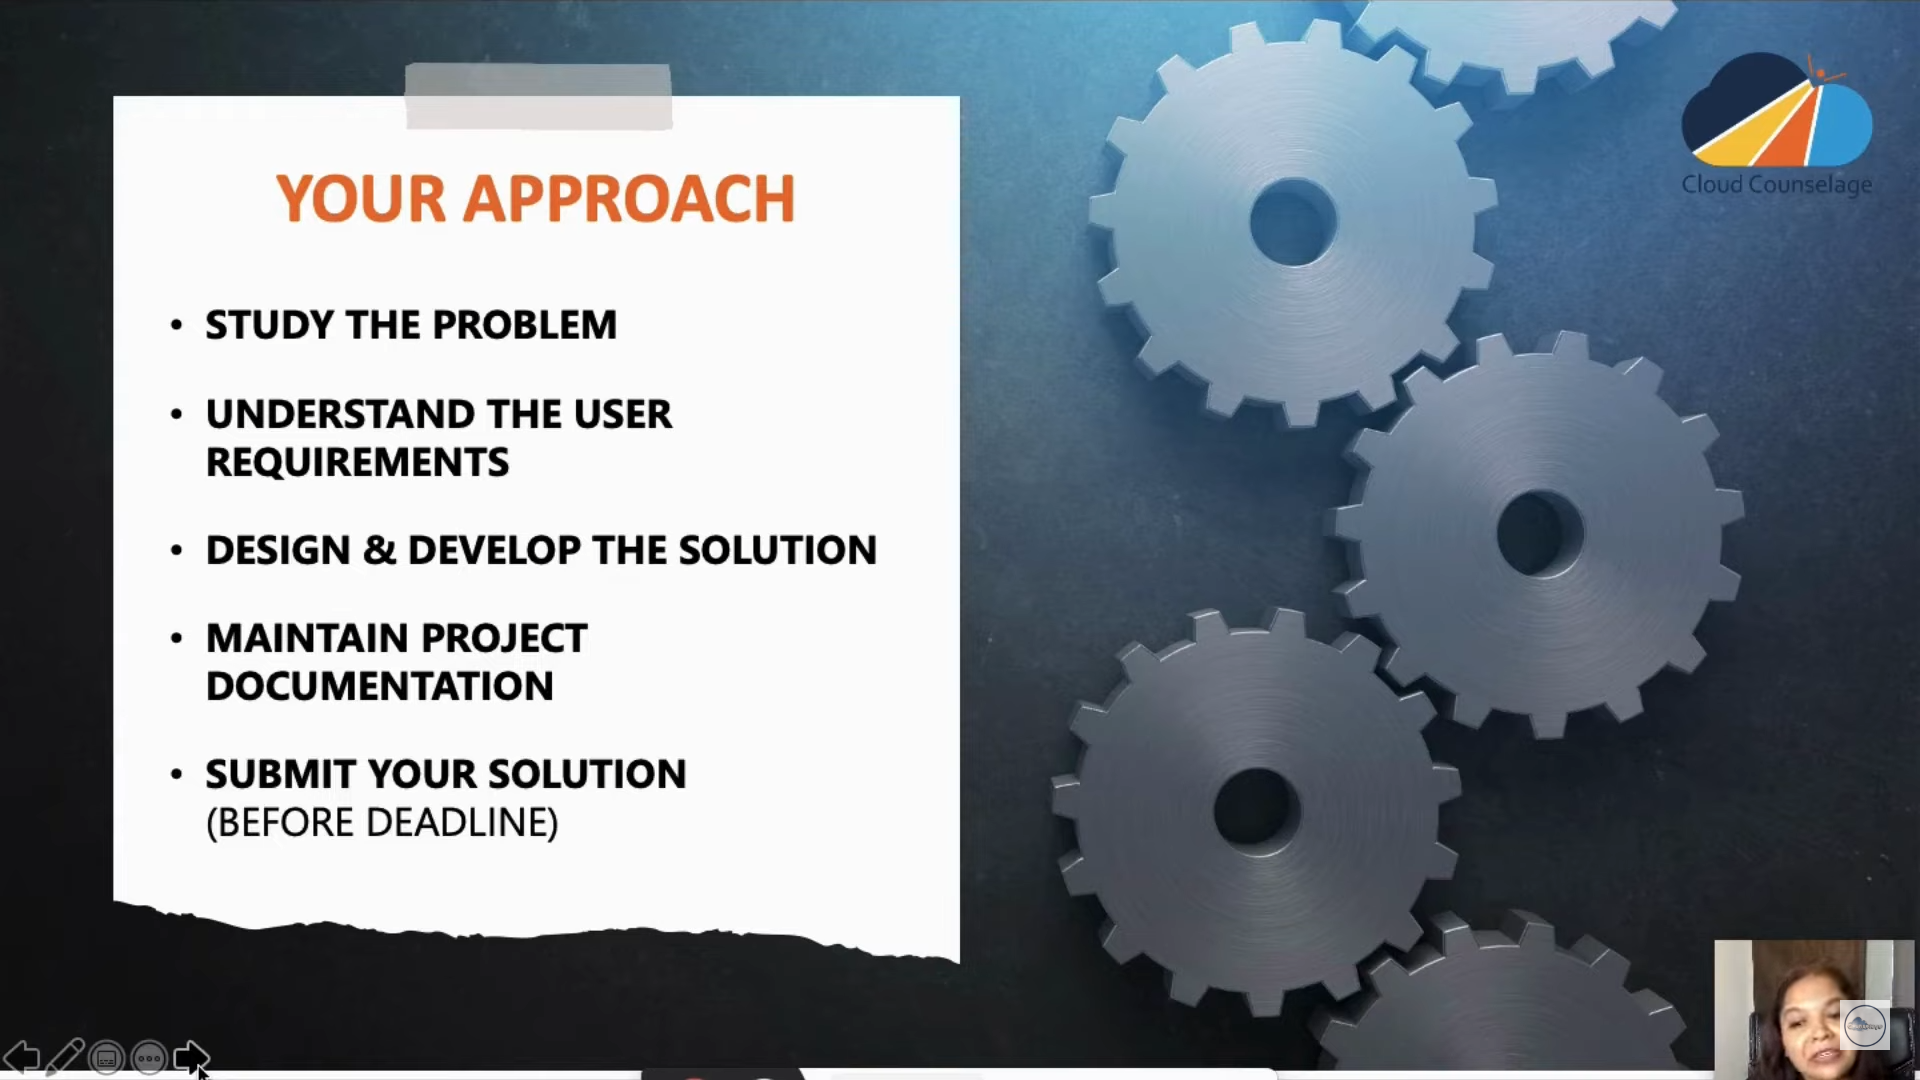 YOUR APPROACH
• STUDY THE PROBLEM
• UNDERSTAND THE USER
REQUIREMENTS
• DESIGN & DEVELOP THE SOLUTION
• MAINTAIN PROJECT
DOCUMENTATION
• SUBMIT YOUR SOLUTION
(BEFORE DEADLINE)
Cloud Counselage